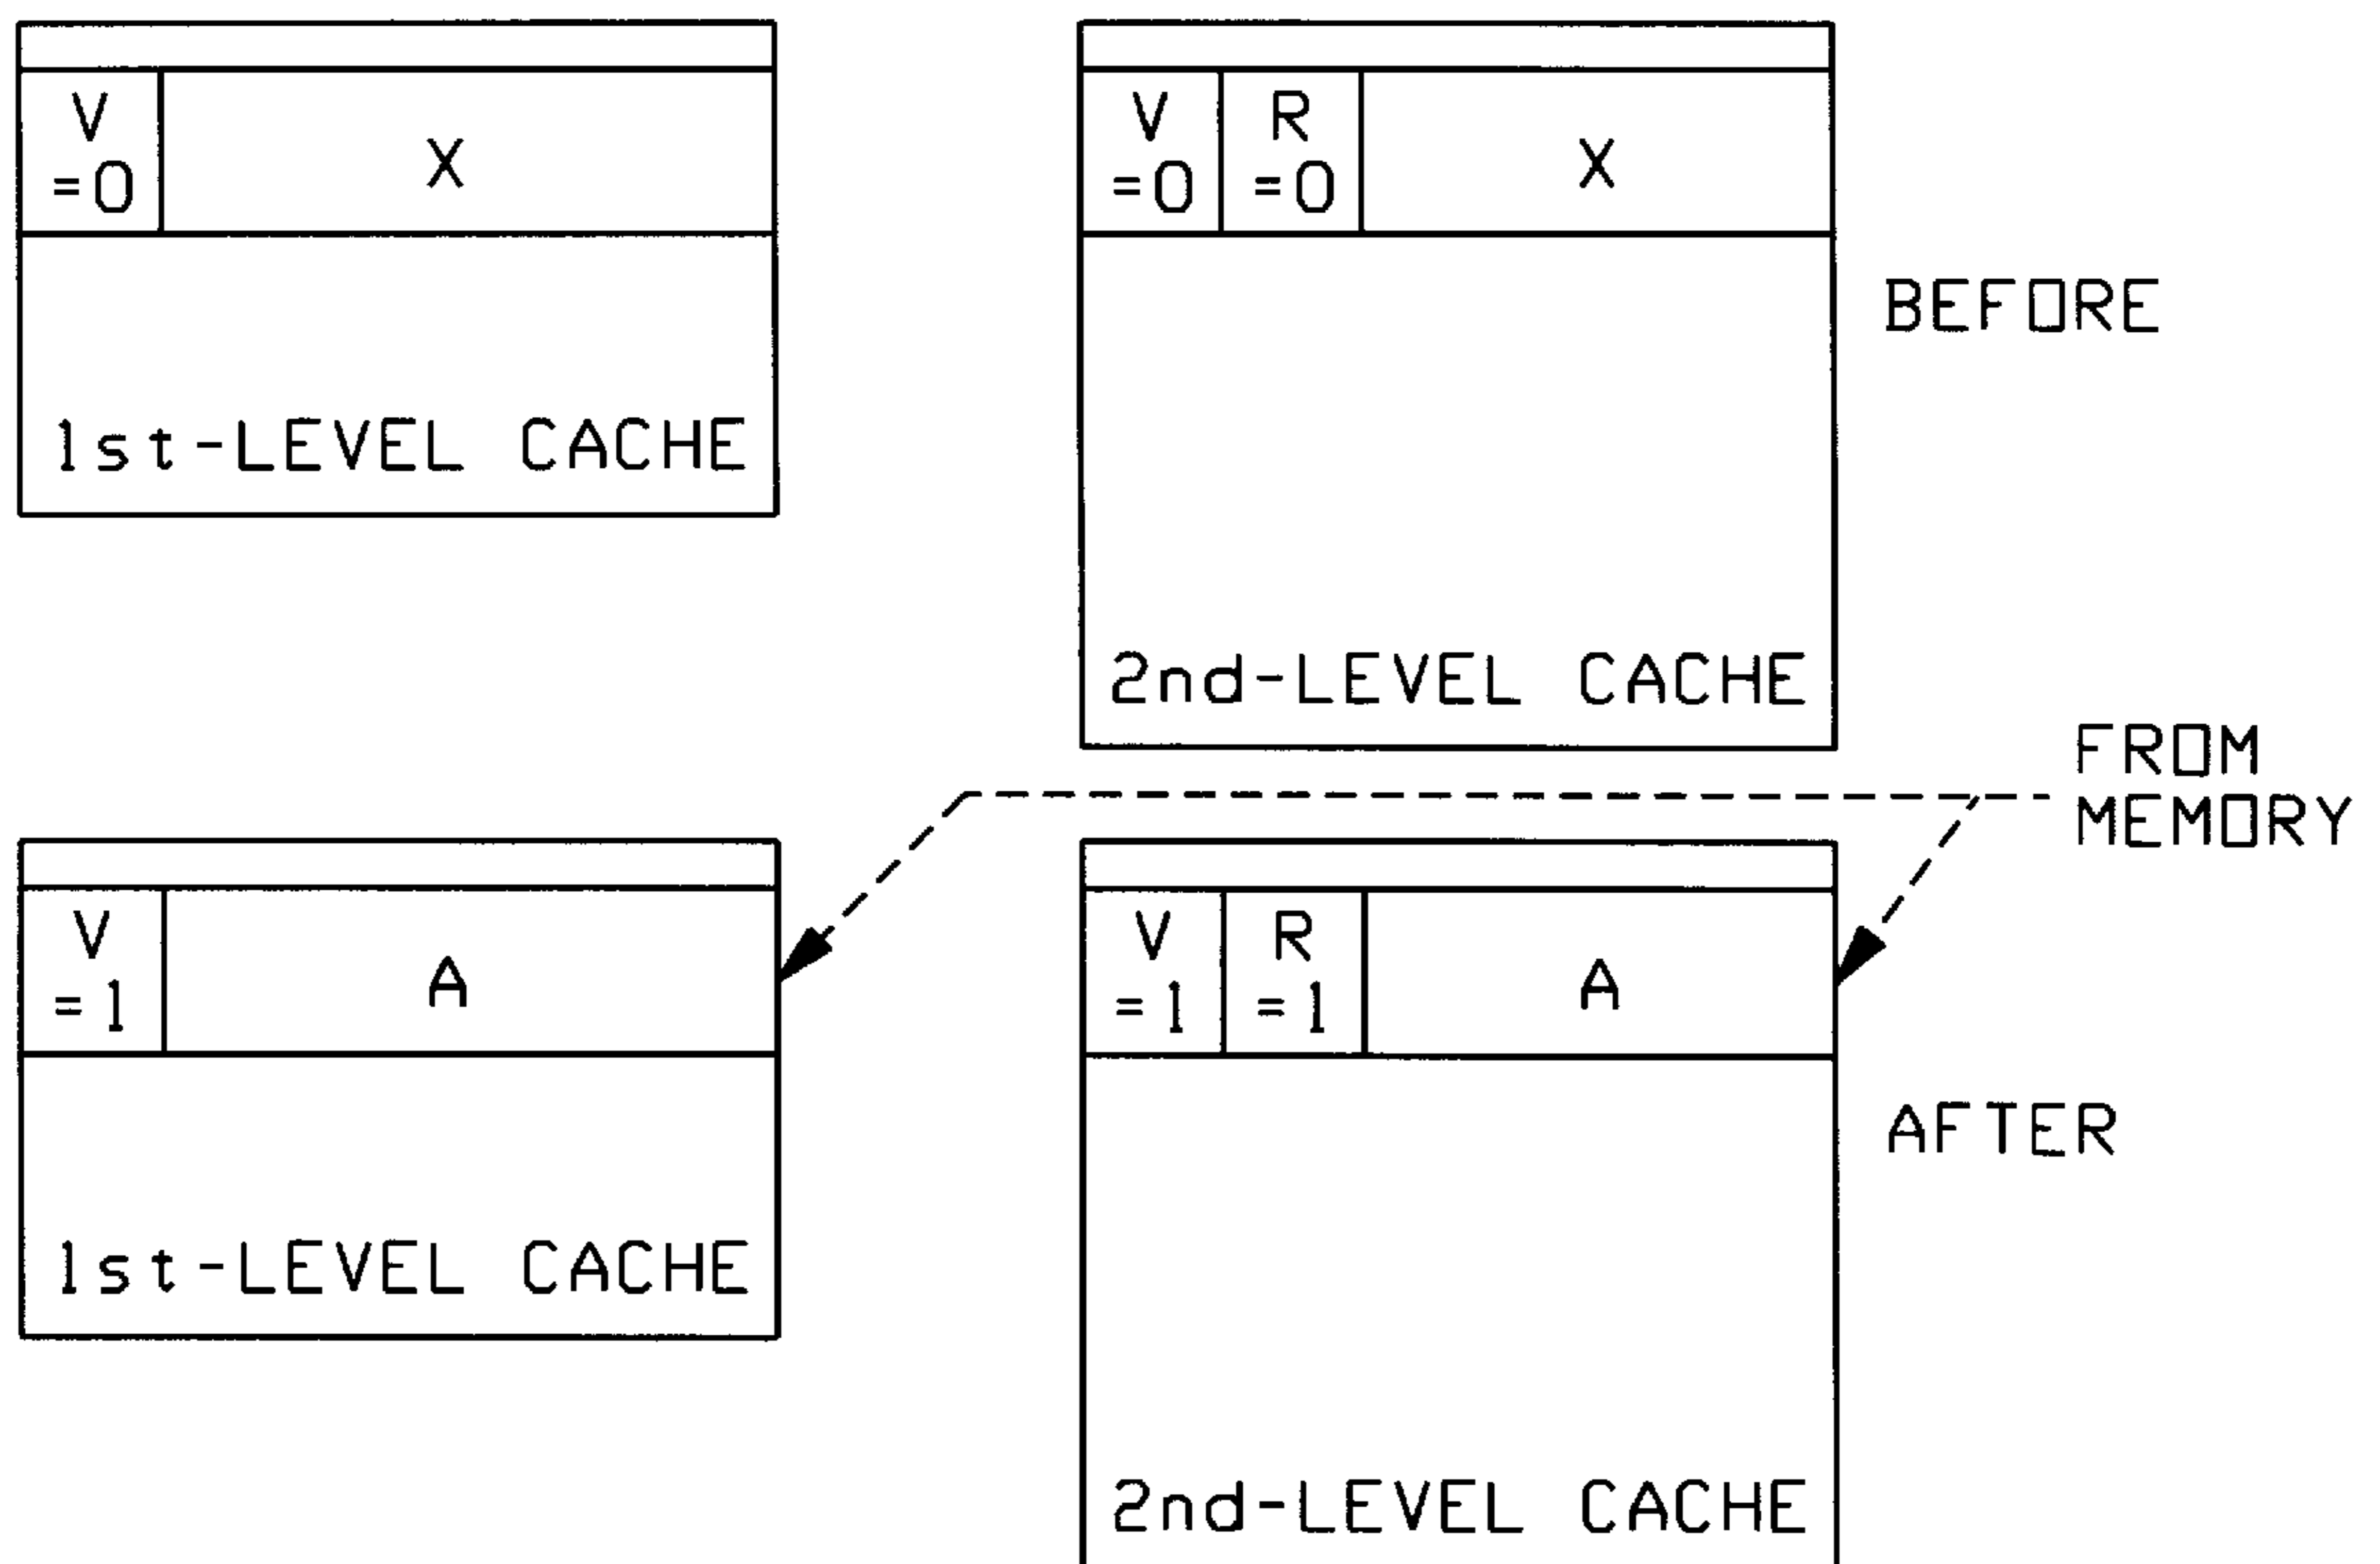 V
=0
X
1st-LEVEL CACHE
V
=0
R
=0
X
2nd-LEVEL CACHE
BEFORE
FROM
MEMORY
V
=1
A
1st-LEVEL CACHE
V
=1
R
=1
A
2nd-LEVEL CACHE
AFTER